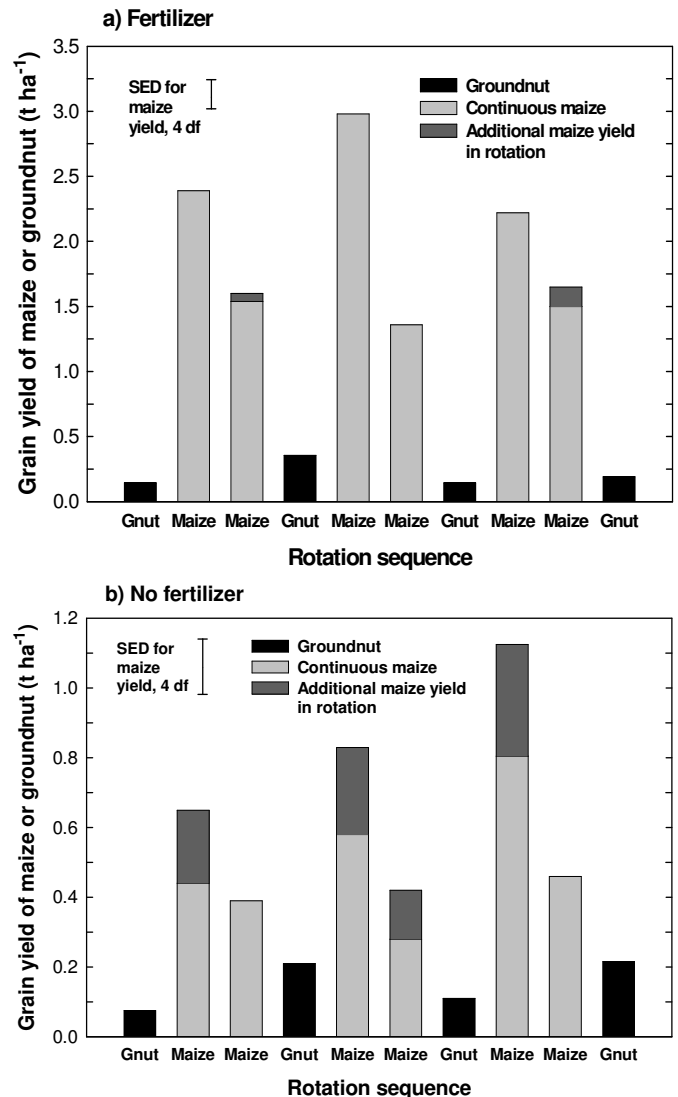 a) Fertilizer
Grain yield of maize or groundnut (t ha⁻¹)
3.5
3.0
2.5
2.0
1.5
1.0
0.5
0.0
SED for
maize
yield, 4 df
Groundnut
Continuous maize
Additional maize yield
in rotation
Gnut Maize Maize Gnut Maize Maize Gnut Maize Maize Gnut
Rotation sequence
b) No fertilizer
Grain yield of maize or groundnut (t ha⁻¹)
1.2
1.0
0.8
0.6
0.4
0.2
0.0
SED for
maize
yield, 4 df
Groundnut
Continuous maize
Additional maize yield
in rotation
Gnut Maize Maize Gnut Maize Maize Gnut Maize Maize Gnut
Rotation sequence